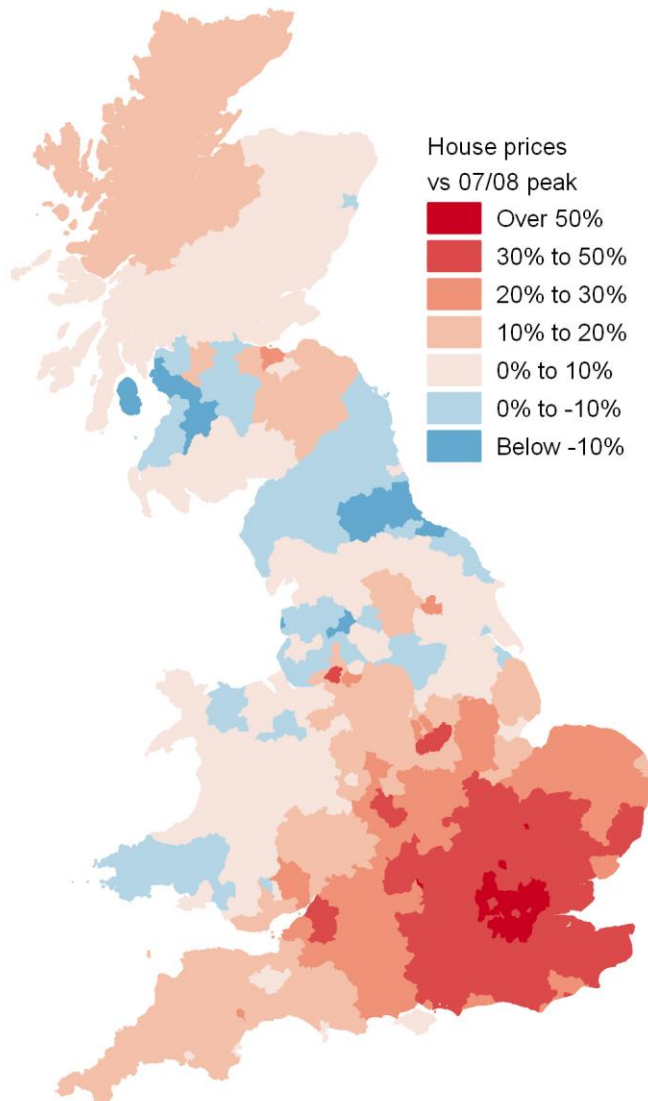 House prices
vs 07/08 peak
Over 50%
30% to 50%
20% to 30%
10% to 20%
0% to 10%
0% to -10%
Below -10%